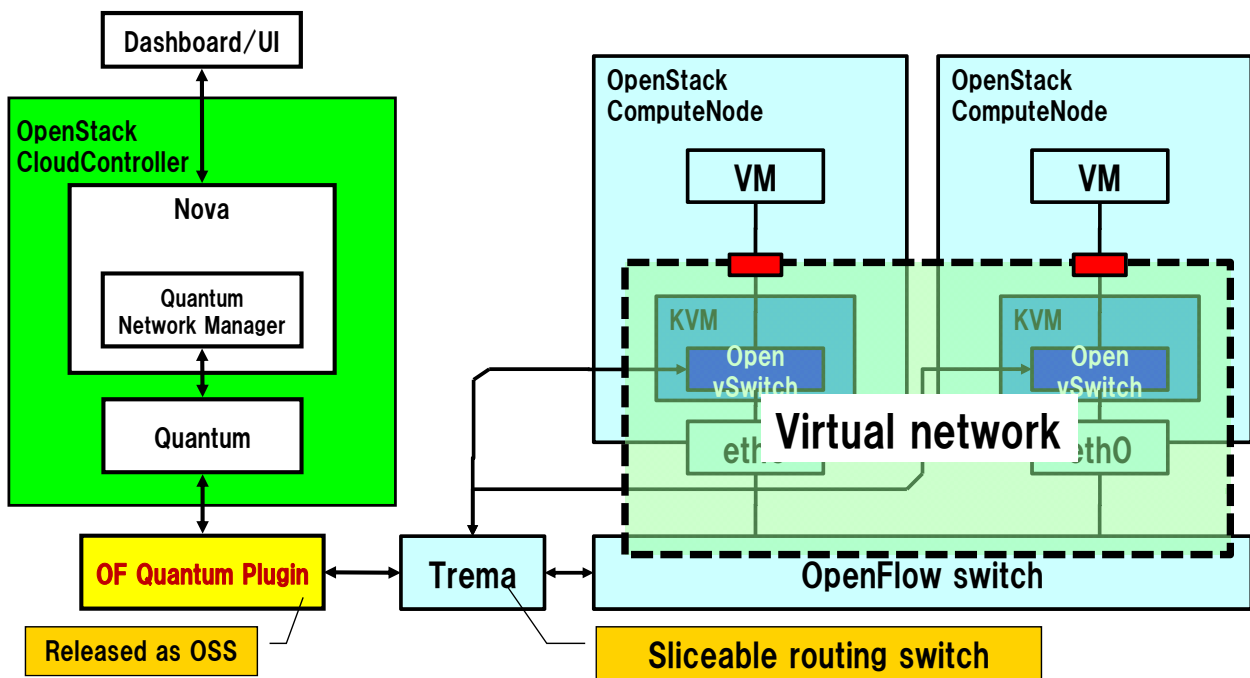 Dashboard/UI
OpenStack
CloudController
Nova
Quantum
Network Manager
Quantum
OF Quantum Plugin
Released as OSS
Trema
Sliceable routing switch
OpenStack
ComputeNode
VM
KVM
Open
vSwitch
OpenStack
ComputeNode
VM
KVM
Open
vSwitch
Virtual network
eth0
OpenFlow switch